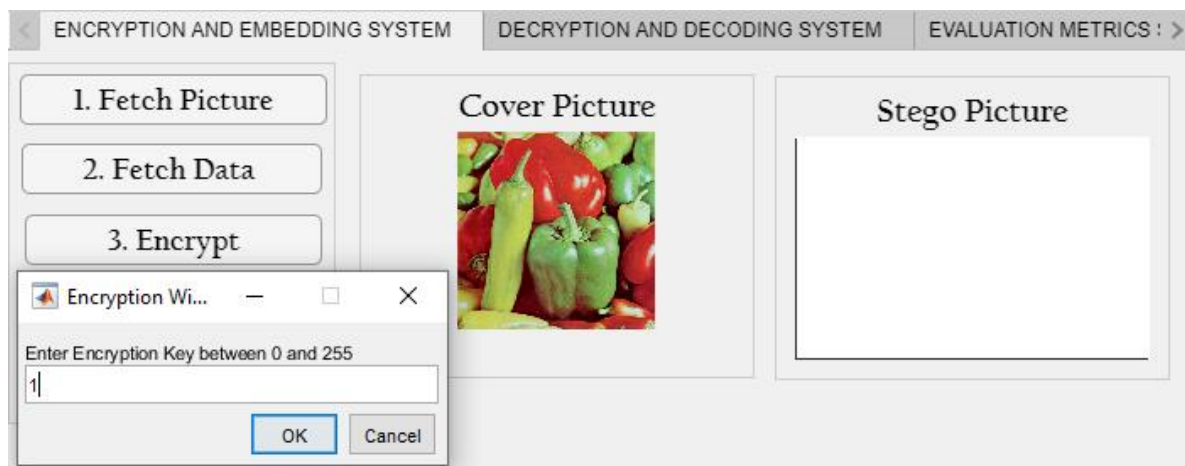 ENCRYPTION AND EMBEDDING SYSTEM
DECRYPTION AND DECODING SYSTEM
EVALUATION METRICS
1. Fetch Picture
2. Fetch Data
3. Encrypt
Cover Picture
Stego Picture
Encryption Wi...
Enter Encryption Key between 0 and 255
1
OK
Cancel